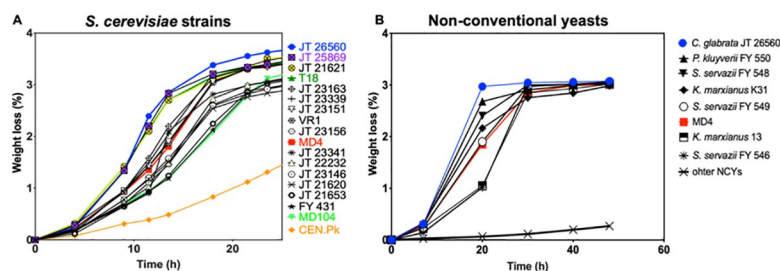 A
S. cerevisiae strains
Weight loss (%)
4
3
2
1
0
0
10
20
Time (h)
JT 26560
JT 25869
JT 21621
T18
JT 23163
JT 23339
JT 23151
VR1
JT 23156
MD4
JT 23341
JT 22232
JT 23146
JT 21620
JT 21653
FY 431
MD104
CEN.Pk
B
Non-conventional yeasts
Weight loss (%)
4
3
2
1
0
0
20
40
60
Time (h)
C. glabrata JT 26560
P. kluyverii FY 550
S. servazii FY 548
K. marxianus K31
S. servazii FY 549
MD4
K. marxianus 13
S. servazii FY 546
ohter NCYs